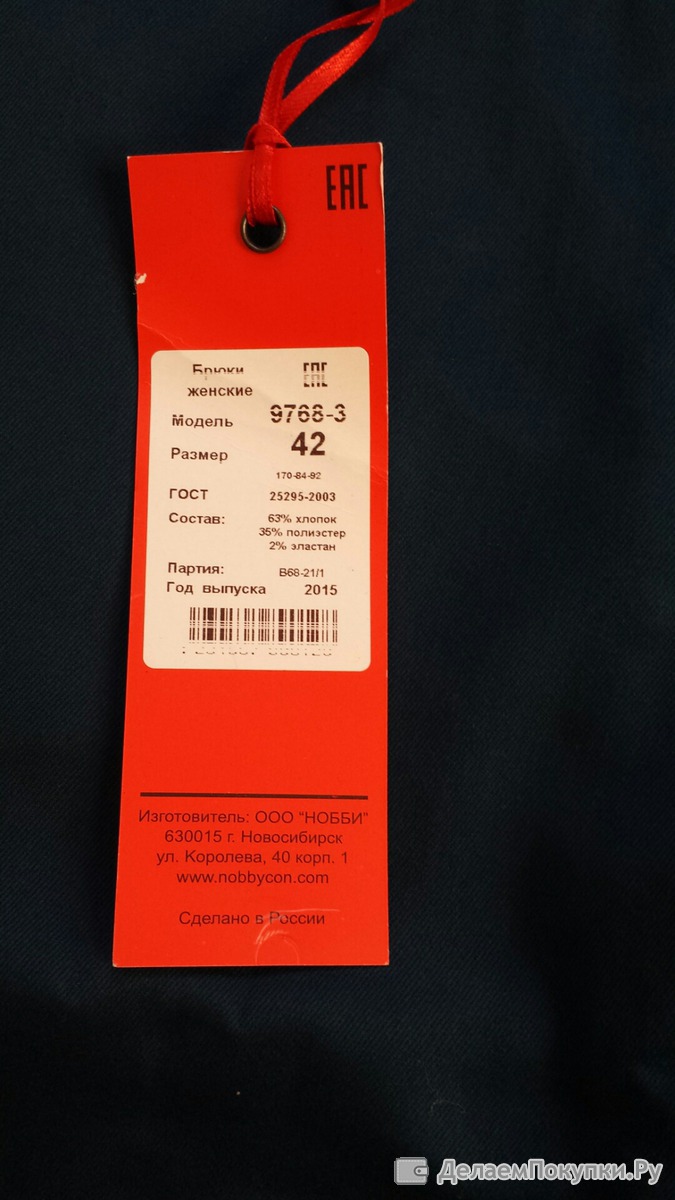 ЕАС
Брюки ЕАС
женские
Модель 9768-3
Размер 42
170-84-92
ГОСТ 25295-2003
Состав: 63% хлопок
35% полиэстер
2% эластан
Партия: В68-21/1
Год выпуска 2015
Изготовитель: ООО "НОББИ"
630015 г. Новосибирск
ул. Королева, 40 корп. 1
www.nobbycon.com
Сделано в России
ДелаемПокупки.Ру